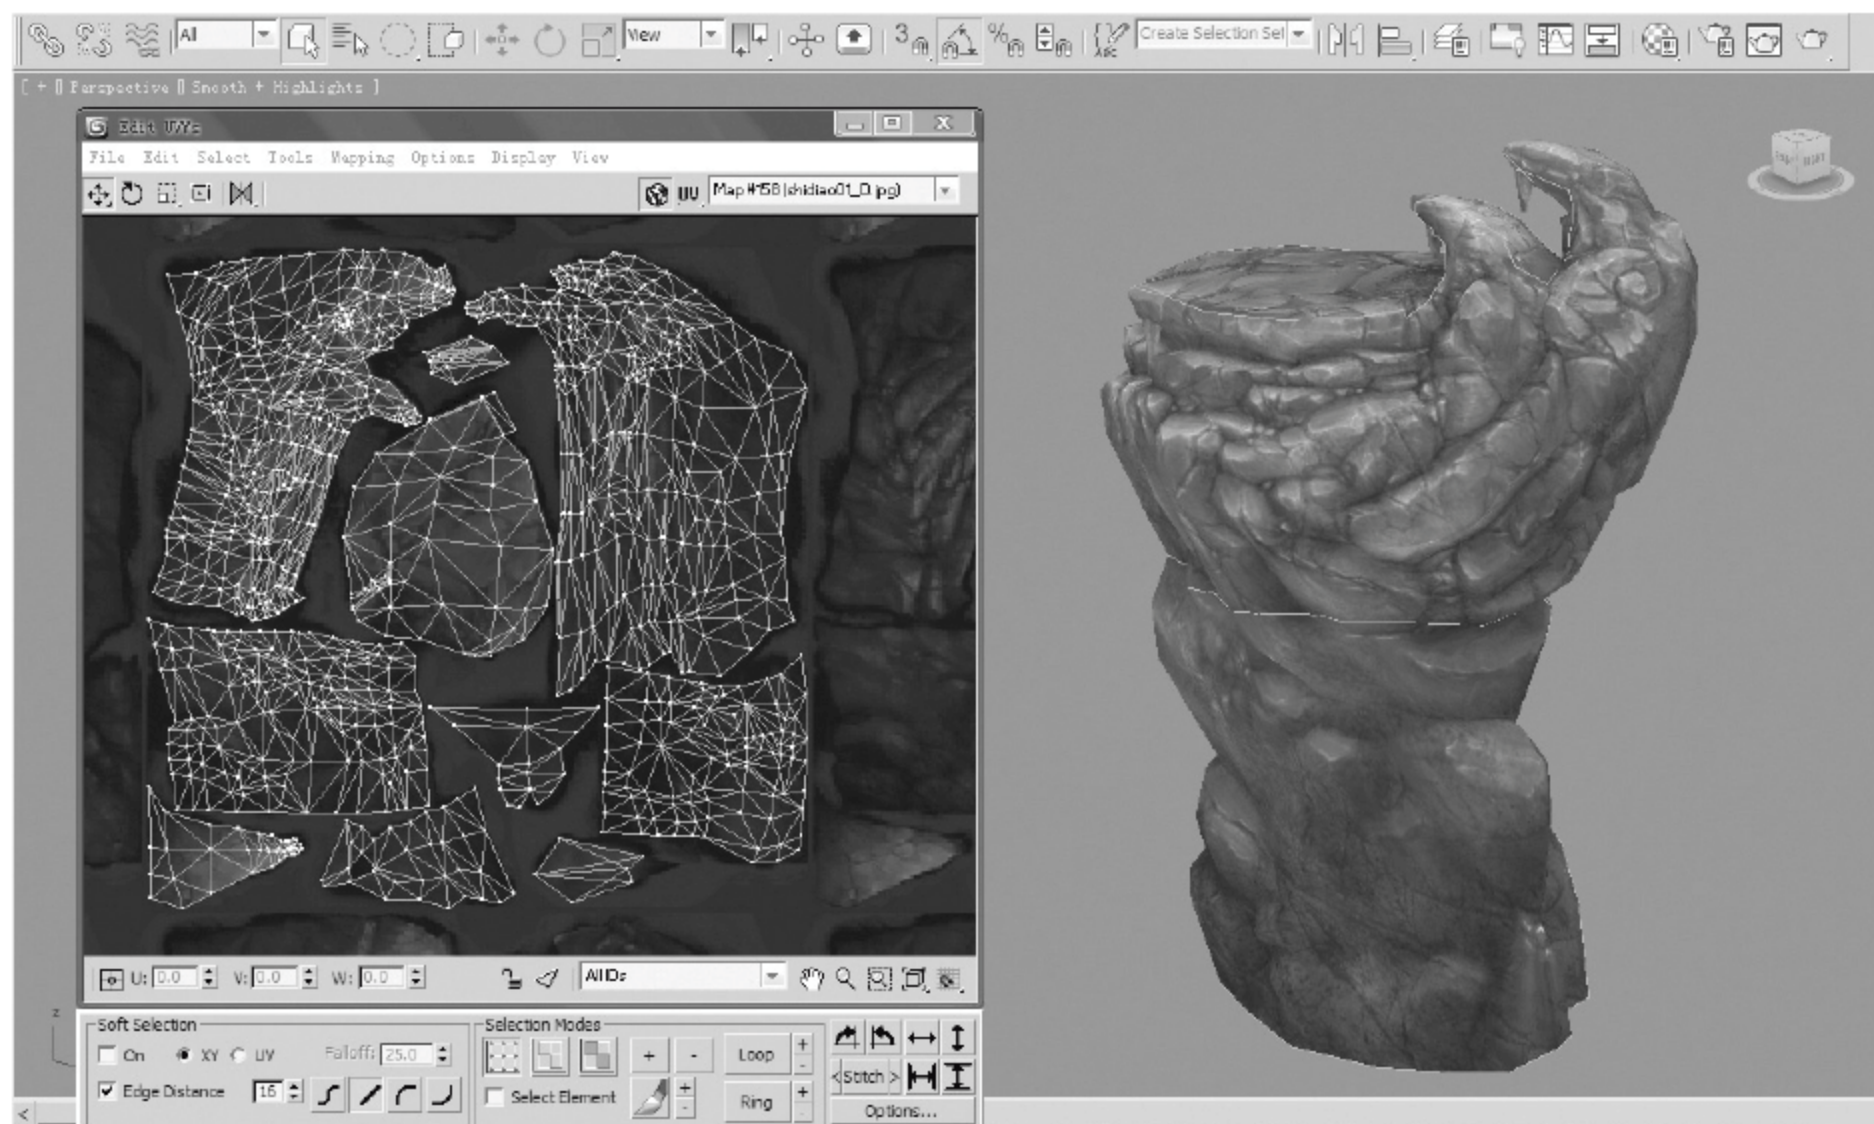 All
View
3
%
ABC
Create Selection Set
[ + [] Perspective [] Smooth + Highlights ]
Edit UVWs
File Edit Select Tools Mapping Options Display View
UV Map #158 (shidiao01_D.jpg)
U: 0.0 V: 0.0 W: 0.0 All IDs
z
Soft Selection
On XY UV Falloff: 25.0
Edge Distance 16
Selection Modes
+ - Loop + -
Select Element + - Ring + -
<Stitch >
Options...
<